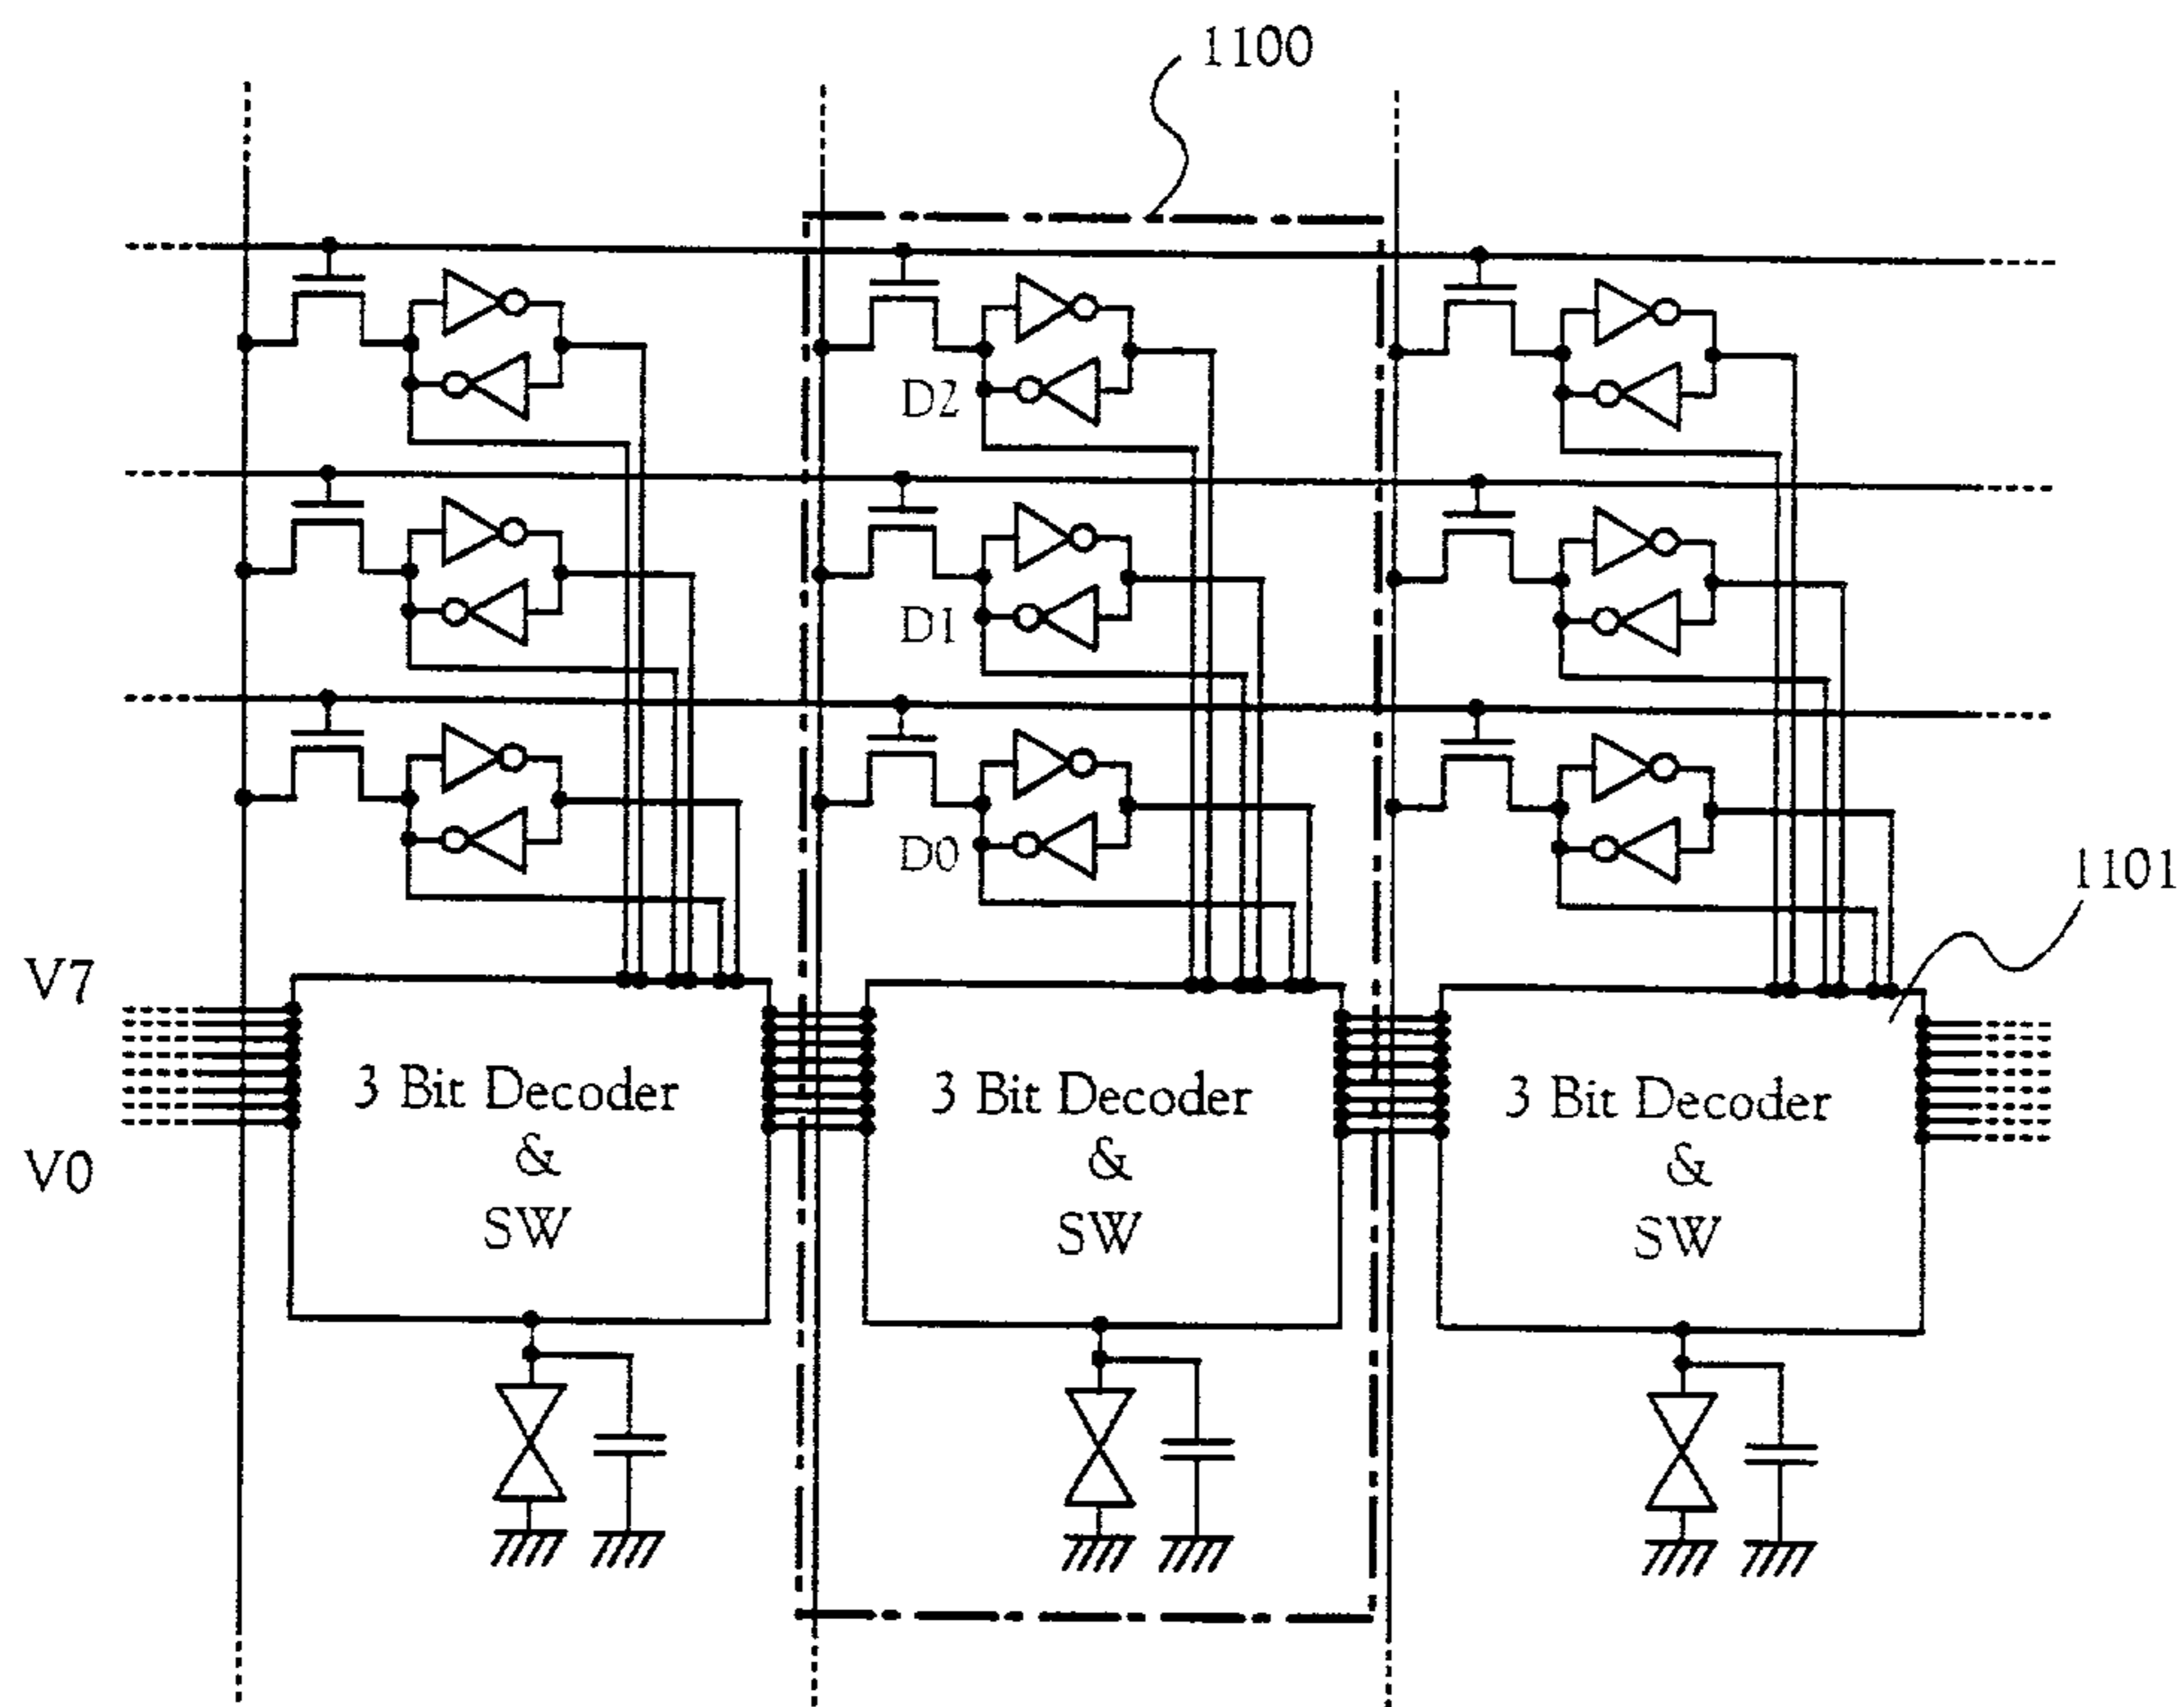 1100
D2
D1
D0
1101
V7
V0
3 Bit Decoder
&
SW
3 Bit Decoder
&
SW
3 Bit Decoder
&
SW